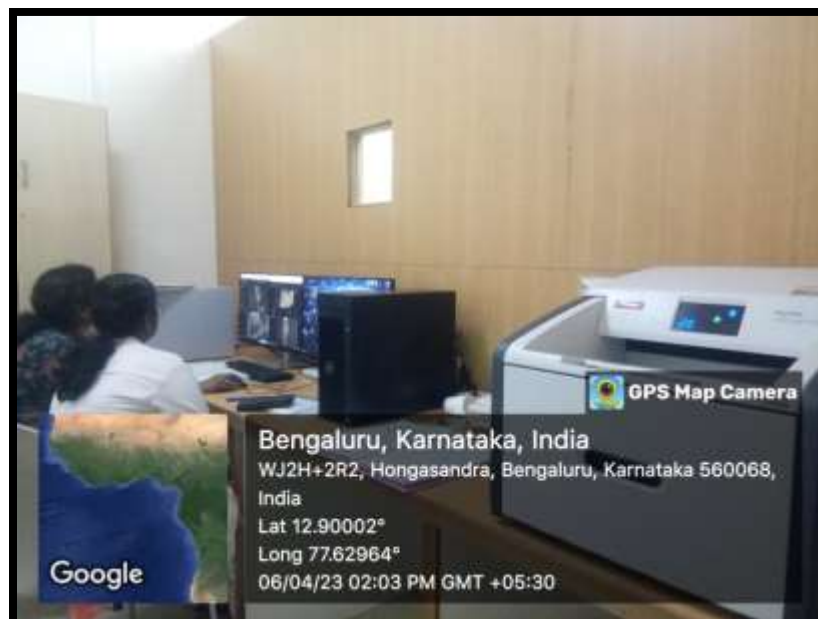 GPS Map Camera
Bengaluru, Karnataka, India
WJ2H+2R2, Hongasandra, Bengaluru, Karnataka 560068,
India
Lat 12.90002°
Long 77.62964°
06/04/23 02:03 PM GMT +05:30
Google